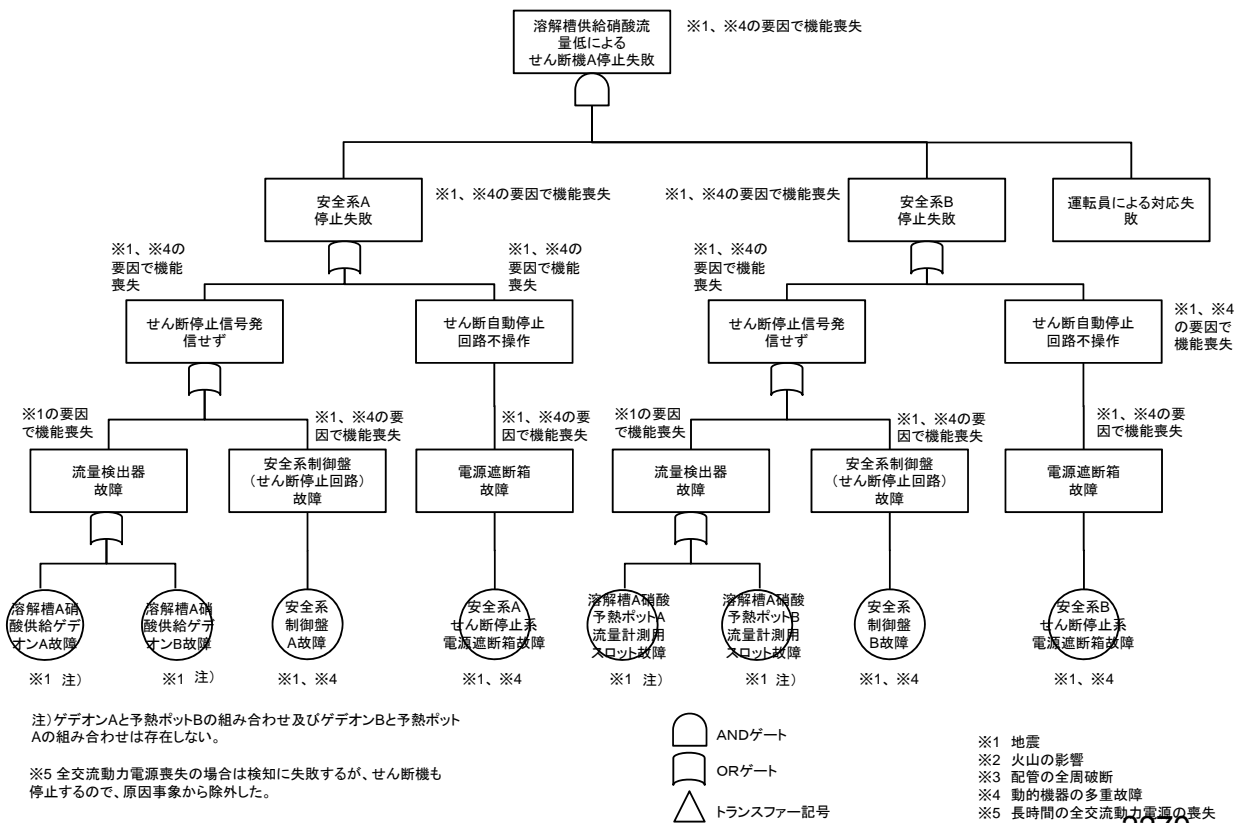 溶解槽供給硝酸流
量低による
せん断機A停止失敗
※1、※4の要因で機能喪失
安全系A
停止失敗
※1、※4の要因で機能喪失
※1、※4の要因で機能喪失
安全系B
停止失敗
運転員による対応失
敗
※1、※4の
要因で機能
喪失
※1、※4の
要因で機能
喪失
※1、※4の
要因で機能
喪失
せん断停止信号発
信せず
せん断自動停止
回路不操作
せん断停止信号発
信せず
せん断自動停止
回路不操作
※1、※4
の要因で
機能喪失
※1の要因
で機能喪失
※1、※4の要
因で機能喪失
※1、※4の要
因で機能喪失
※1の要因
で機能喪失
※1、※4の要
因で機能喪失
※1、※4の要
因で機能喪失
流量検出器
故障
安全系制御盤
(せん断停止回路)
故障
電源遮断箱
故障
流量検出器
故障
安全系制御盤
(せん断停止回路)
故障
電源遮断箱
故障
溶解槽A硝
酸供給ゲデ
オンA故障
溶解槽A硝
酸供給ゲデ
オンB故障
安全系
制御盤
A故障
安全系A
せん断停止系
電源遮断箱故障
溶解槽A硝酸
予熱ポットA
流量計測用
スロット故障
溶解槽A硝酸
予熱ポットB
流量計測用
スロット故障
安全系
制御盤
B故障
安全系B
せん断停止系
電源遮断箱故障
※1 注)
※1 注)
※1、※4
※1、※4
※1 注)
※1 注)
※1、※4
※1、※4
注)ゲデオンAと予熱ポットBの組み合わせ及びゲデオンBと予熱ポット
Aの組み合わせは存在しない。
※5 全交流動力電源喪失の場合は検知に失敗するが、せん断機も
停止するので、原因事象から除外した。
ANDゲート
ORゲート
トランスファー記号
※1 地震
※2 火山の影響
※3 配管の全周破断
※4 動的機器の多重故障
※5 長時間の全交流動力電源の喪失